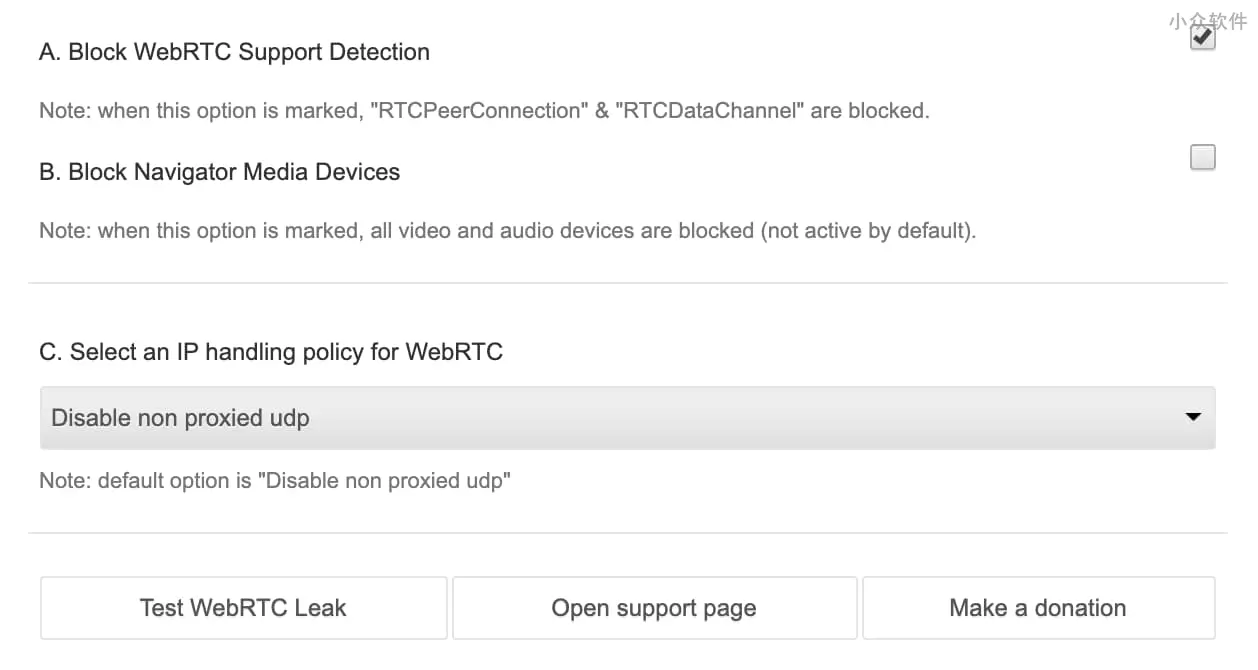 小众软件
A. Block WebRTC Support Detection
Note: when this option is marked, "RTCPeerConnection" & "RTCDataChannel" are blocked.
B. Block Navigator Media Devices
Note: when this option is marked, all video and audio devices are blocked (not active by default).
C. Select an IP handling policy for WebRTC
Disable non proxied udp
Note: default option is "Disable non proxied udp"
Test WebRTC Leak
Open support page
Make a donation